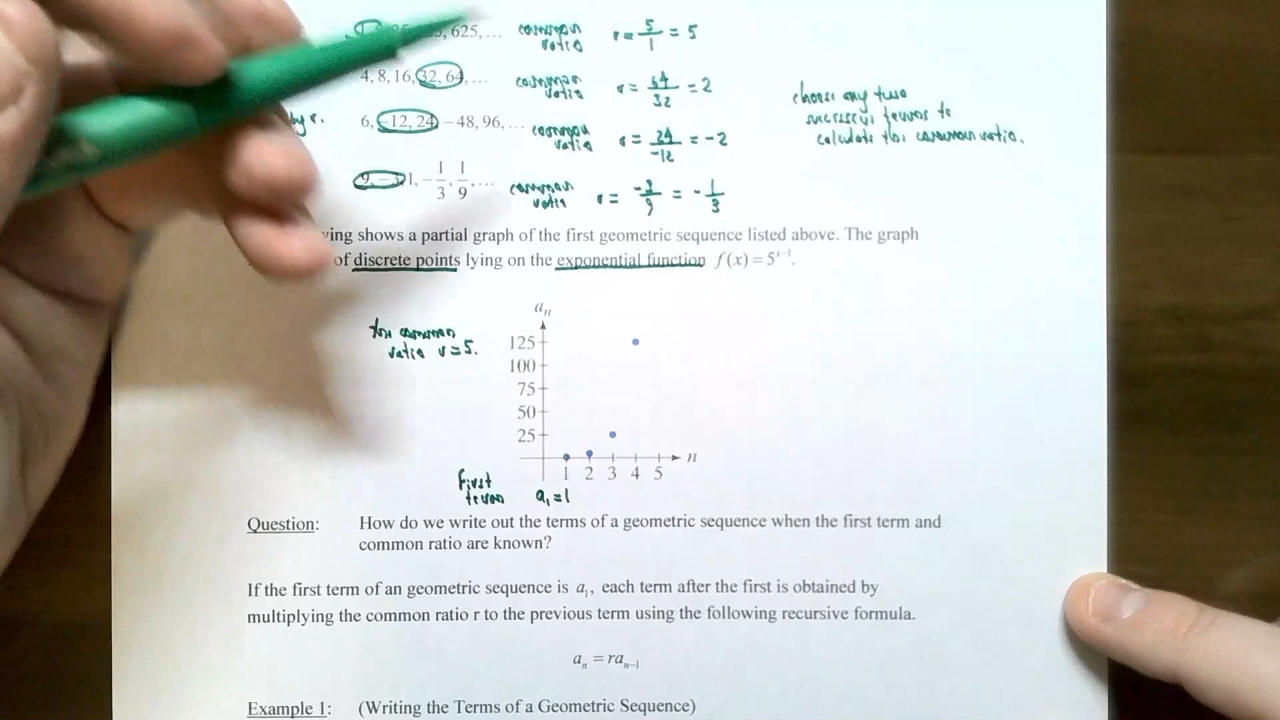 625, … common ratio r = 5/1 = 5
4, 8, 16, 32, 64, … common ratio r = 64/32 = 2
choose any two successive terms to calculate the common ratio.
by r. 6, −12, 24, −48, 96, … common ratio r = 24/−12 = −2
9, −3, 1, −1/3, 1/9, … common ratio r = −3/9 = −1/3
ving shows a partial graph of the first geometric sequence listed above. The graph
of discrete points lying on the exponential function f(x) = 5^(x−1).
the common
ratio r = 5.
aₙ
125
100
75
50
25
1 2 3 4 5 n
first
term a₁ = 1
Question: How do we write out the terms of a geometric sequence when the first term and
common ratio are known?
If the first term of an geometric sequence is a₁, each term after the first is obtained by
multiplying the common ratio r to the previous term using the following recursive formula.
aₙ = raₙ₋₁
Example 1: (Writing the Terms of a Geometric Sequence)